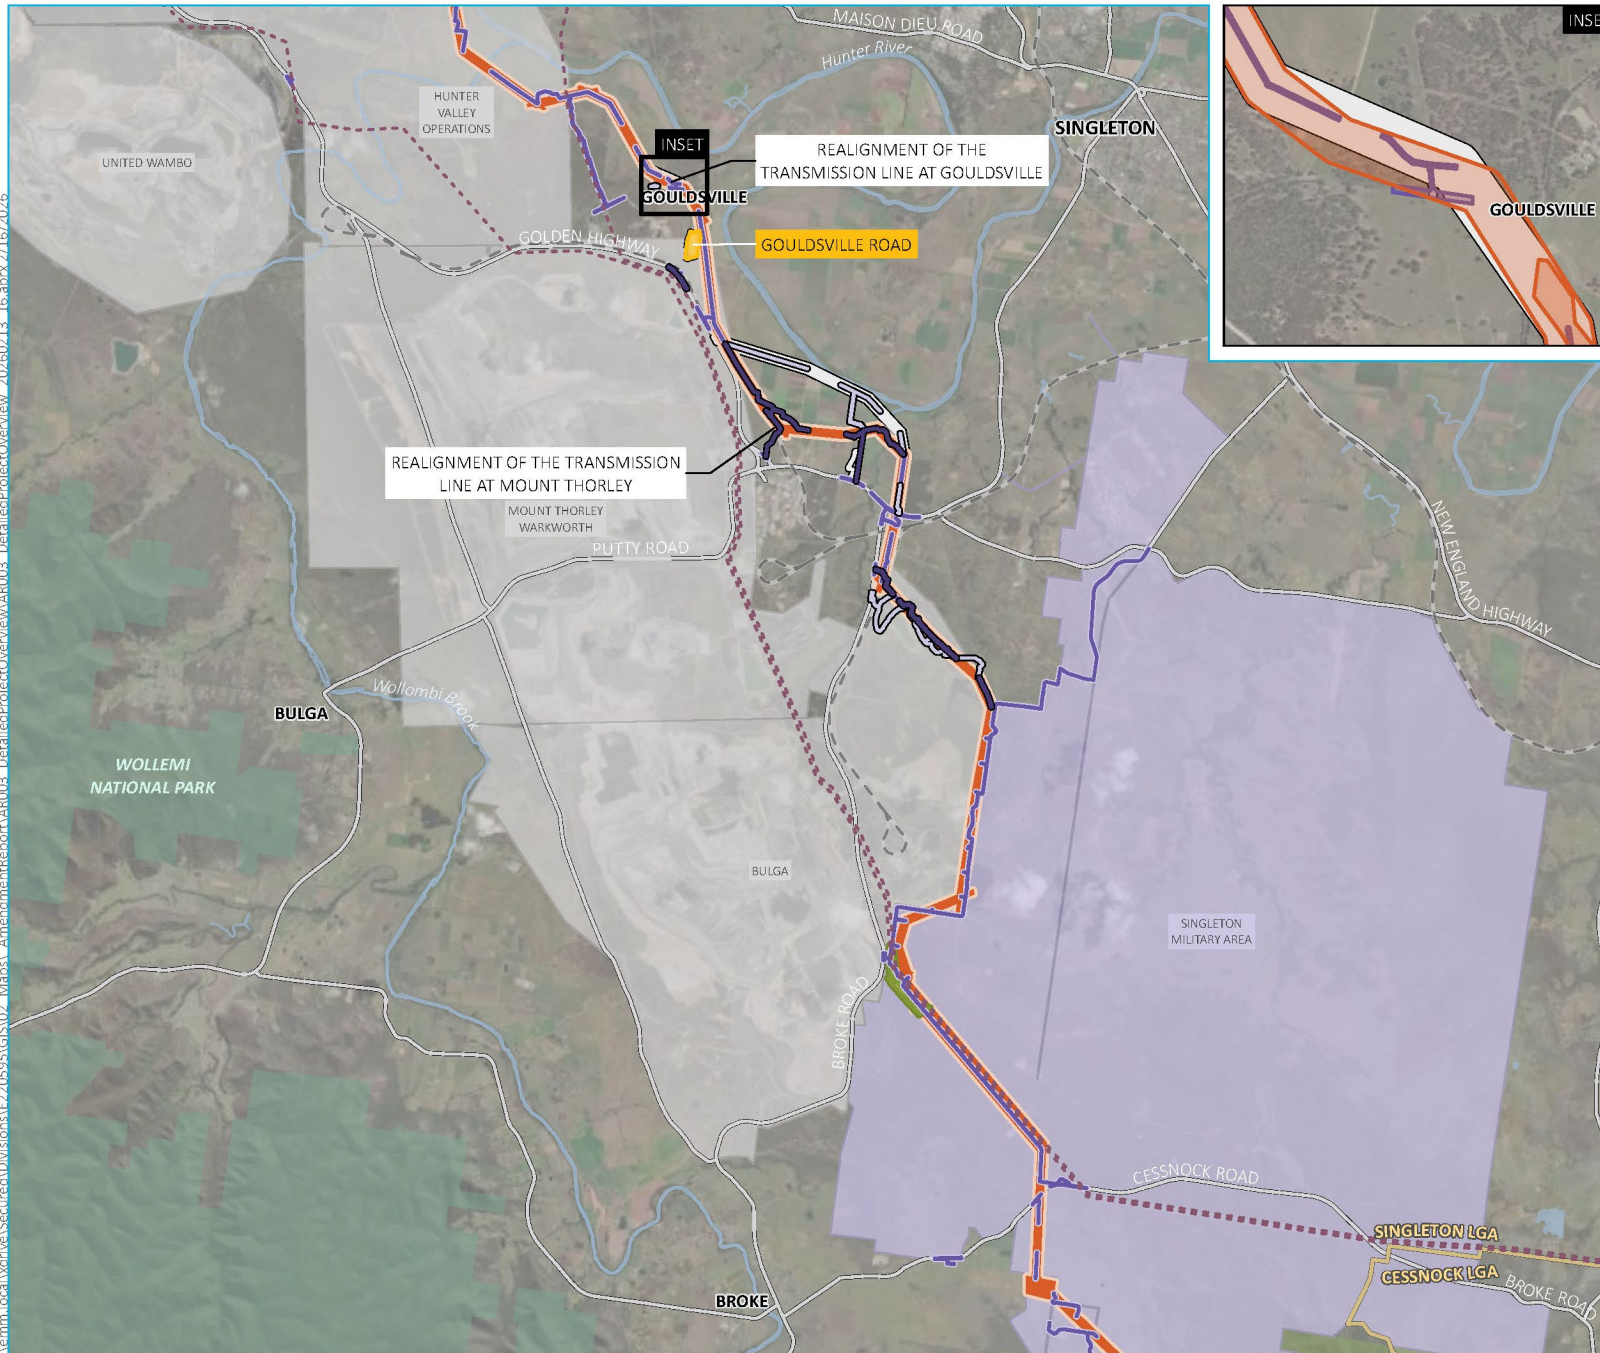 MAISON DIEU ROAD
Hunter River
INSE
HUNTER
VALLEY
OPERATIONS
SINGLETON
UNITED WAMBO
INSET
REALIGNMENT OF THE
TRANSMISSION LINE AT GOULDSVILLE
GOULDSVILLE
GOULDSVILLE
GOLDEN HIGHWAY
GOULDSVILLE ROAD
REALIGNMENT OF THE TRANSMISSION
LINE AT MOUNT THORLEY
MOUNT THORLEY
WARKWORTH
PUTTY ROAD
NEW ENGLAND HIGHWAY
Wollombi Brook
BULGA
WOLLEMI
NATIONAL PARK
BULGA
SINGLETON
MILITARY AREA
BROKE ROAD
CESSNOCK ROAD
SINGLETON LGA
CESSNOCK LGA
BROKE ROAD
BROKE